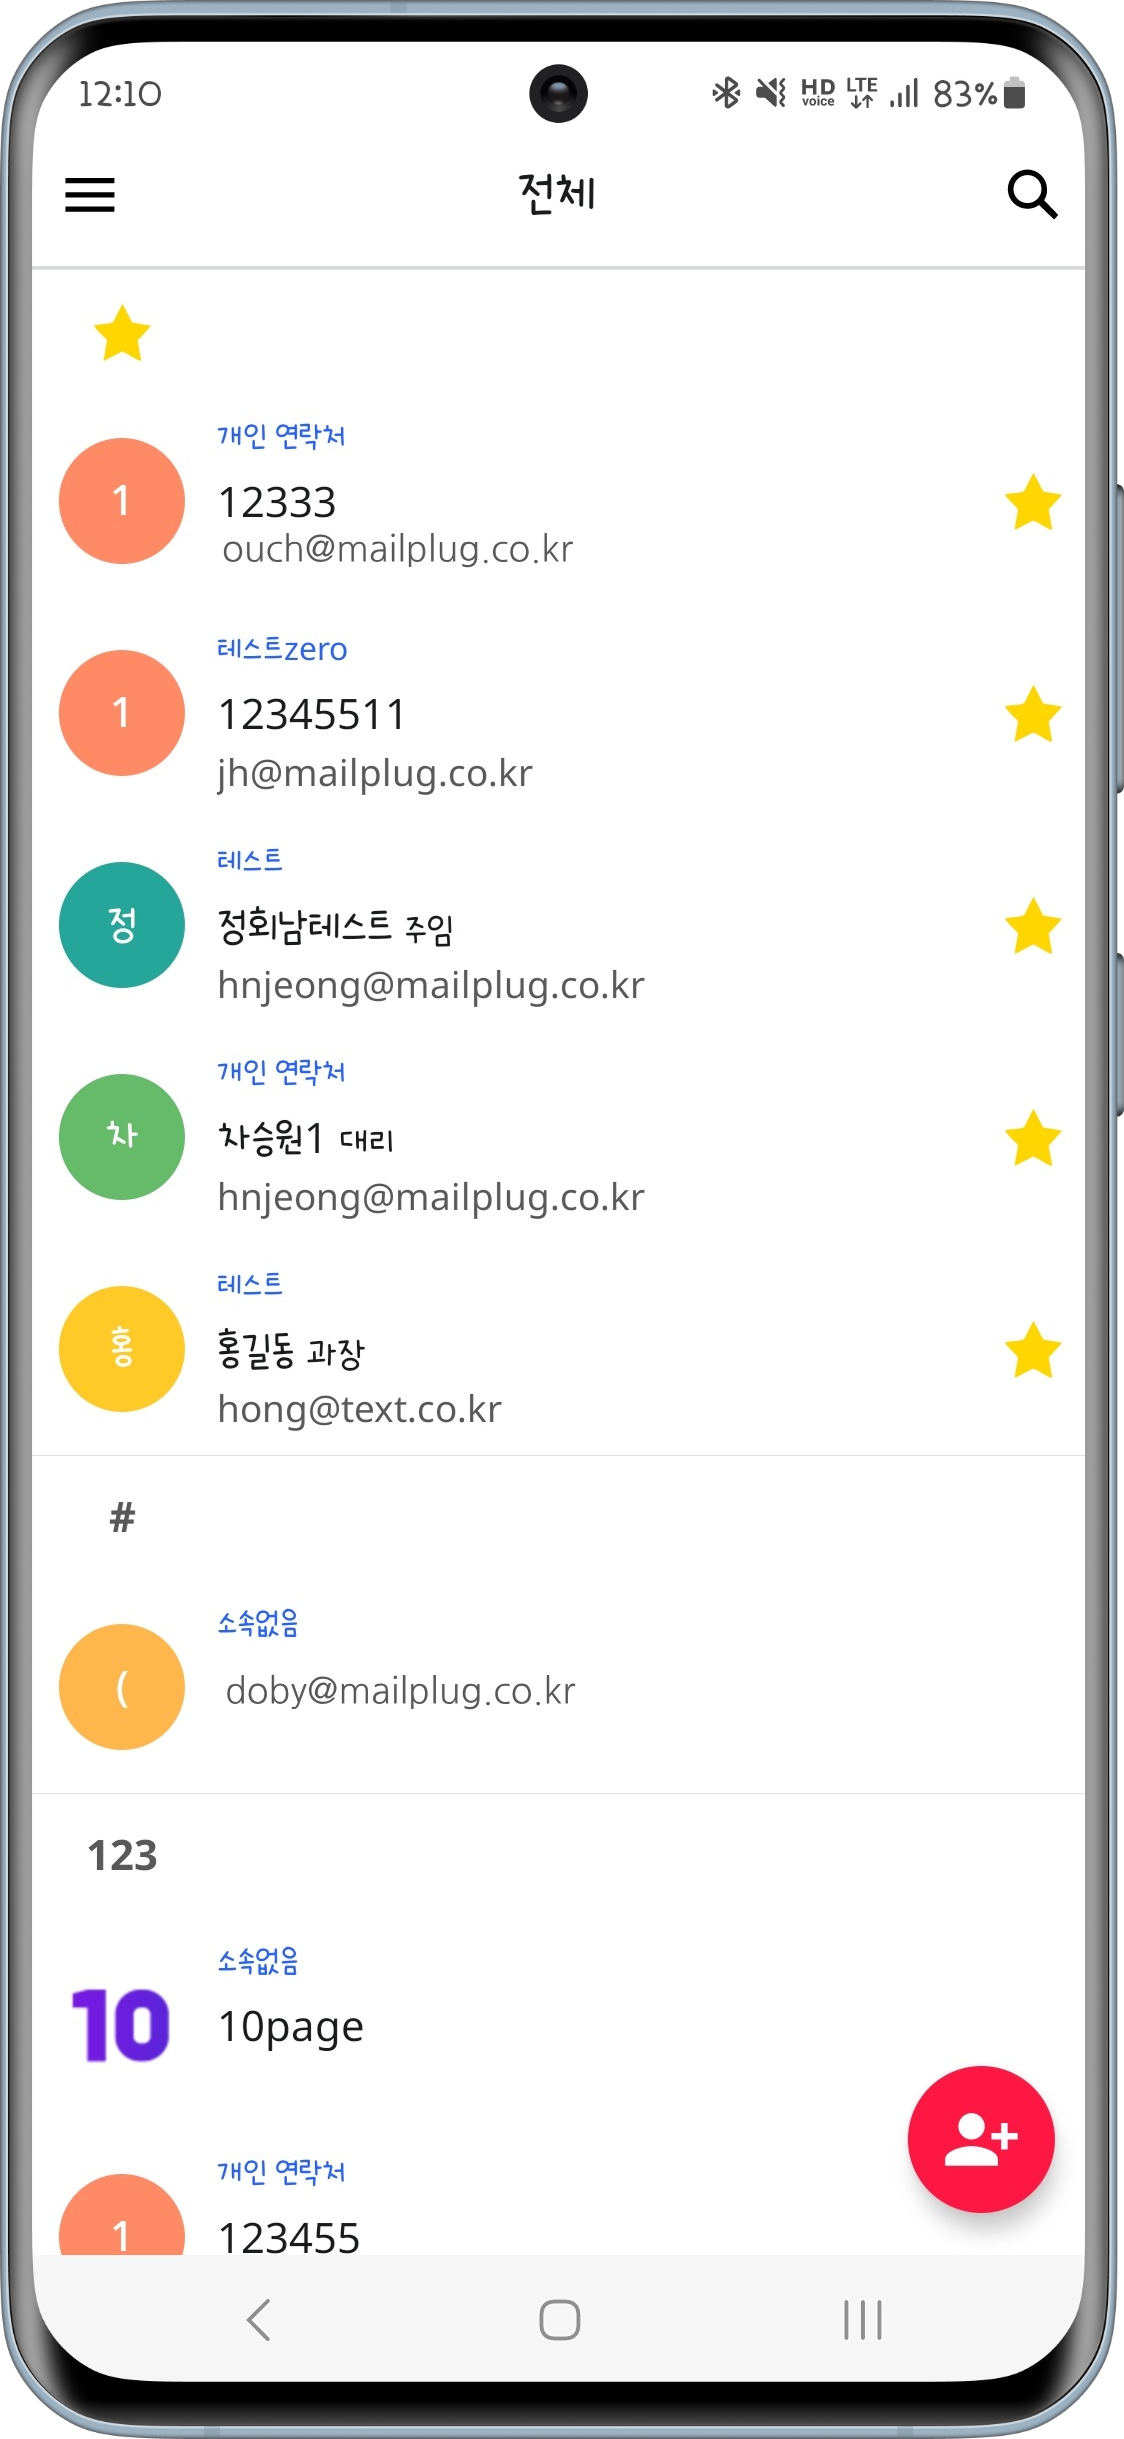 12:10
HD voice LTE 83%
전체
개인 연락처
1
12333
ouch@mailplug.co.kr
테스트zero
1
12345511
jh@mailplug.co.kr
테스트
정
정회남테스트 주임
hnjeong@mailplug.co.kr
개인 연락처
차
차승원1 대리
hnjeong@mailplug.co.kr
테스트
홍
홍길동 과장
hong@text.co.kr
#
소속없음
(
doby@mailplug.co.kr
123
소속없음
10
10page
개인 연락처
1
123455